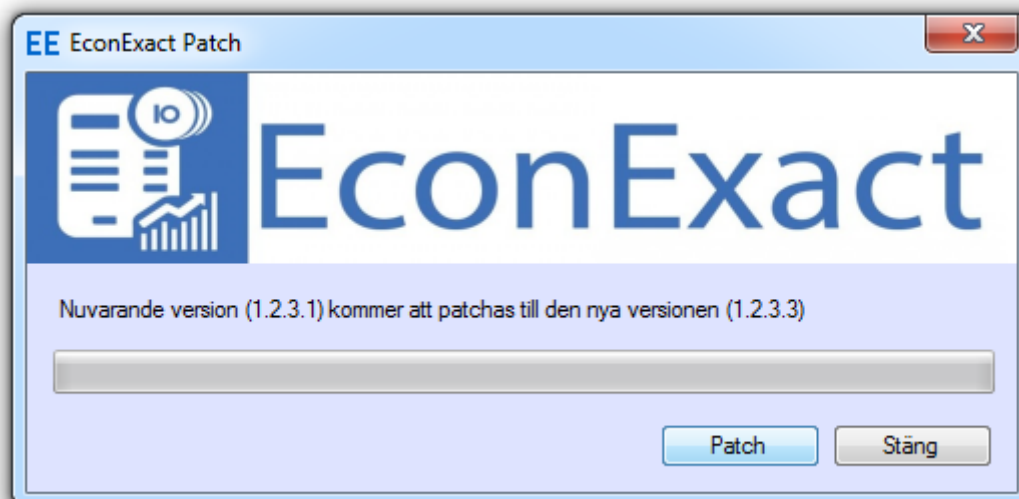 EE EconExact Patch
10
EconExact
Nuvarande version (1.2.3.1) kommer att patchas till den nya versionen (1.2.3.3)
Patch
Stäng